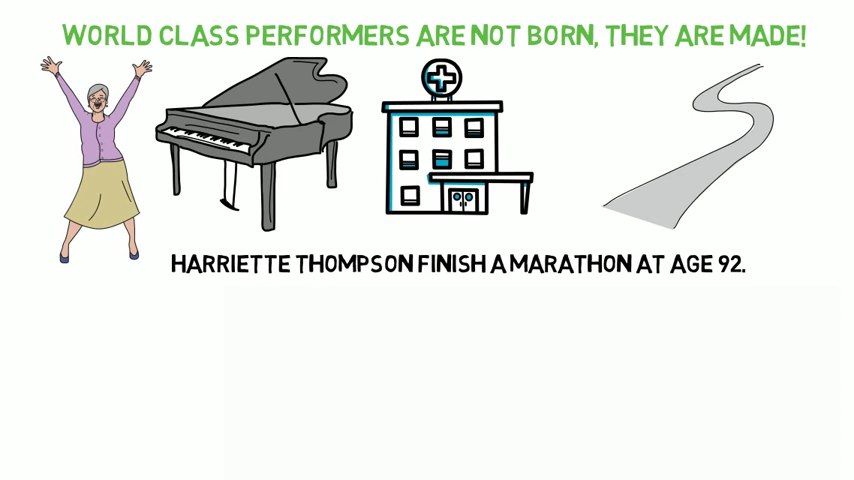 WORLD CLASS PERFORMERS ARE NOT BORN, THEY ARE MADE!
HARRIETTE THOMPSON FINISH A MARATHON AT AGE 92.